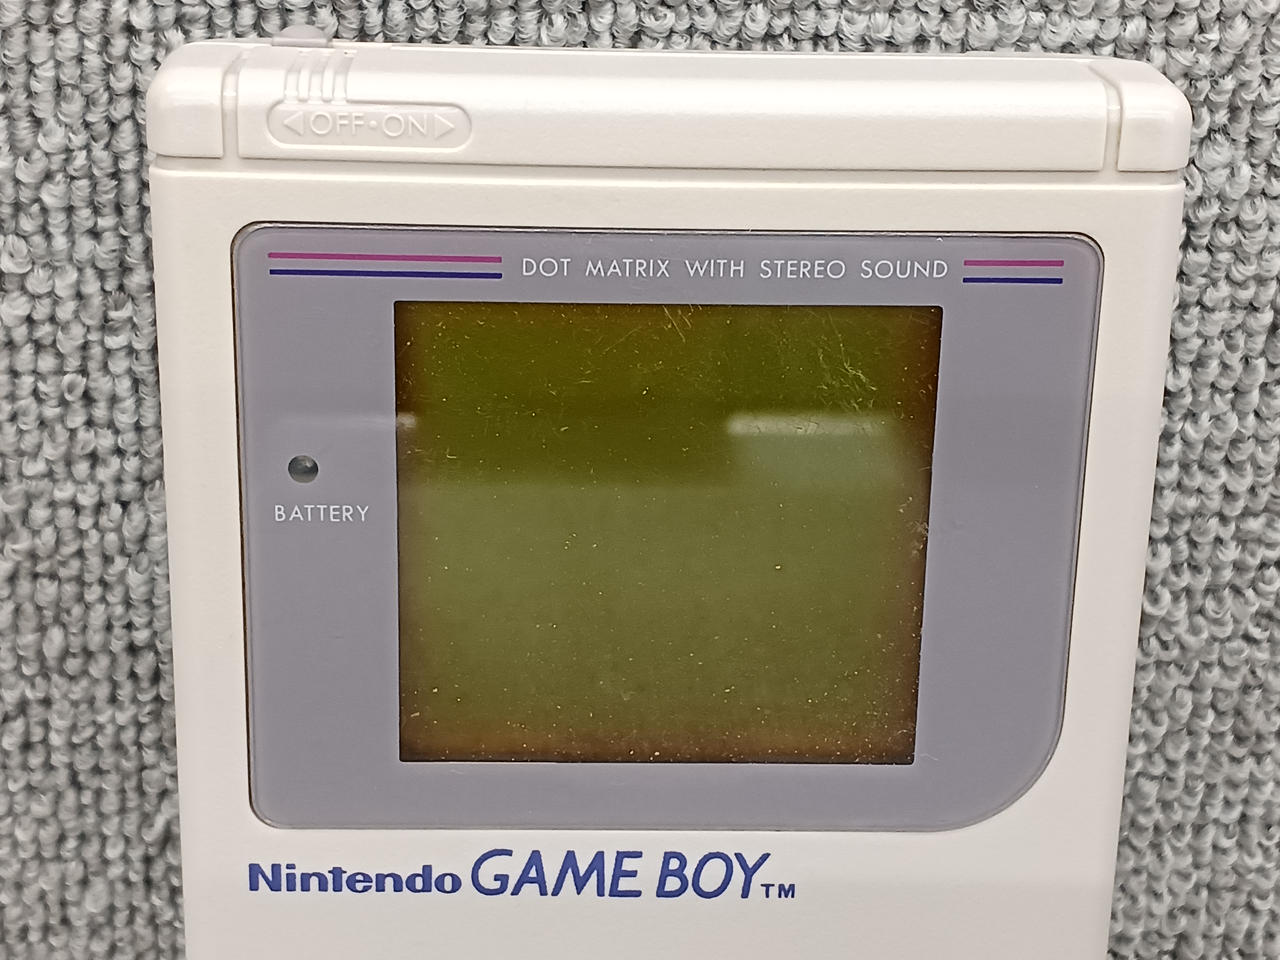 ◁OFF•ON▷
DOT MATRIX WITH STEREO SOUND
BATTERY
Nintendo GAME BOY™